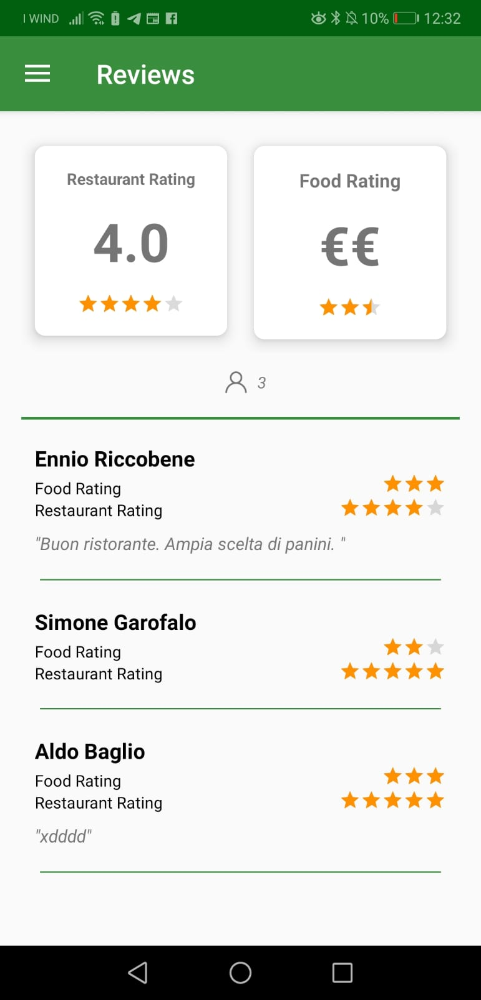 I WIND 10% 12:32
Reviews
Restaurant Rating
4.0
Food Rating
€€
3
Ennio Riccobene
Food Rating
Restaurant Rating
"Buon ristorante. Ampia scelta di panini. "
Simone Garofalo
Food Rating
Restaurant Rating
Aldo Baglio
Food Rating
Restaurant Rating
"xdddd"